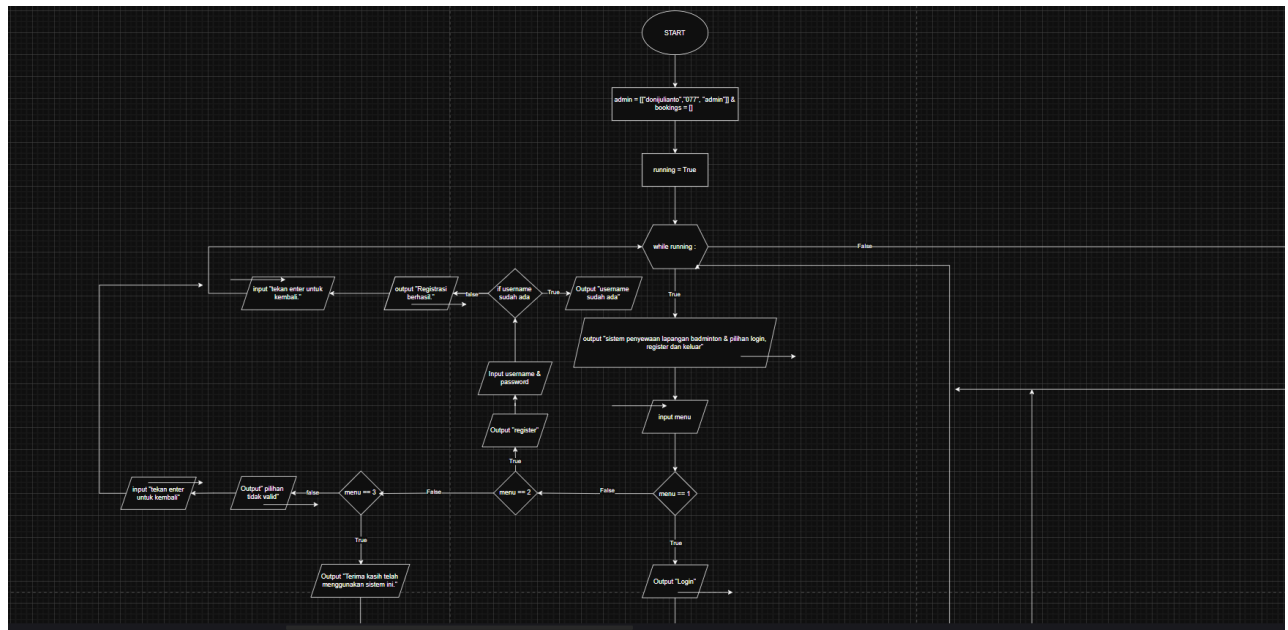 START
admin = [["donijulianto","077", "admin"]] &
bookings = []
running = True
while running :
False
True
input "tekan enter untuk
kembali."
output "Registrasi
berhasil."
false
if username
sudah ada
True
Output "username
sudah ada"
output "sistem penyewaan lapangan badminton & pilihan login,
register dan keluar"
Input username &
password
input menu
Output "register"
True
input "tekan enter
untuk kembali"
Output" pilihan
tidak valid"
false
menu == 3
False
menu == 2
False
menu == 1
True
True
Output "Terima kasih telah
menggunakan sistem ini."
Output "Login"